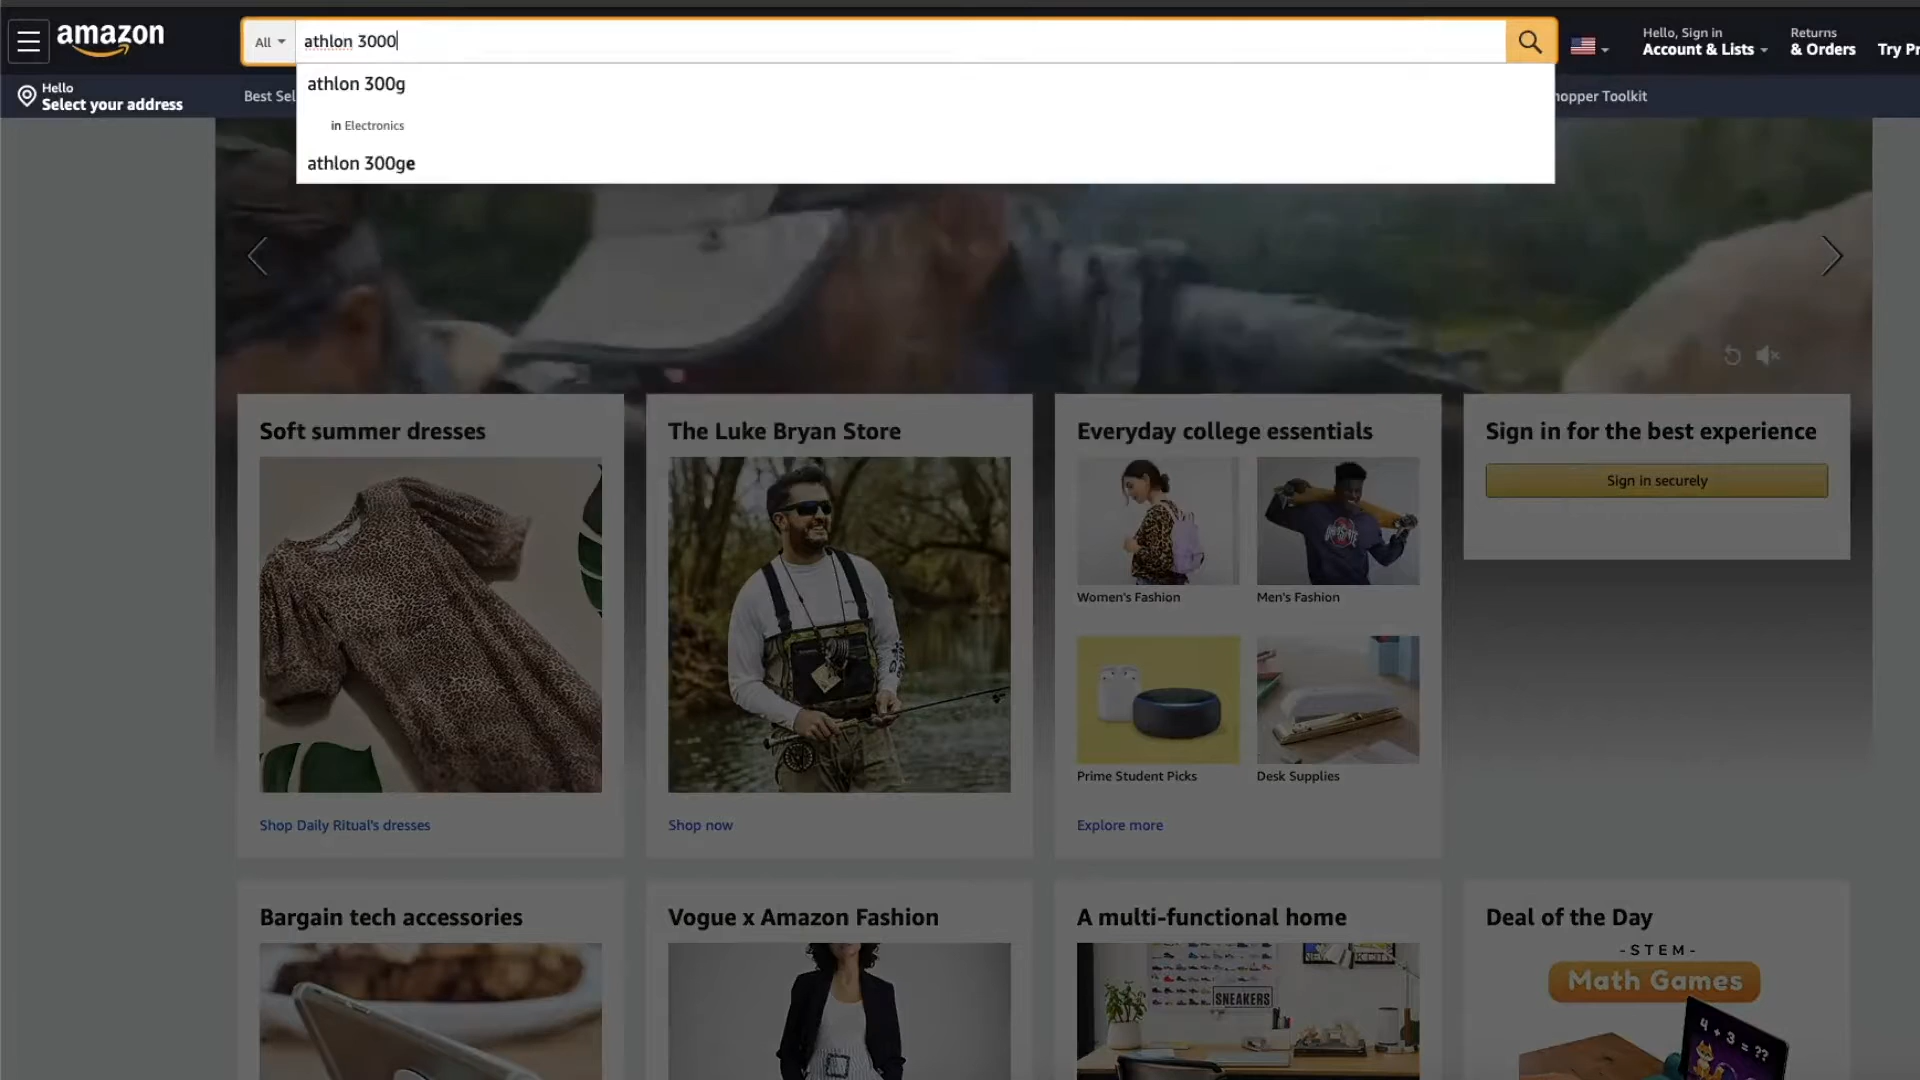 amazon
All
athlon 3000
Hello, Sign in
Account & Lists
Returns
& Orders
Try Pr
Hello
Select your address
Best Sel
hopper Toolkit
athlon 300g
in Electronics
athlon 300ge
Soft summer dresses
Shop Daily Ritual's dresses
The Luke Bryan Store
Shop now
Everyday college essentials
Women's Fashion
Men's Fashion
Prime Student Picks
Desk Supplies
Explore more
Sign in for the best experience
Sign in securely
Bargain tech accessories
Vogue x Amazon Fashion
A multi-functional home
SNEAKERS
Deal of the Day
-STEM-
Math Games
4 + 3 = ??